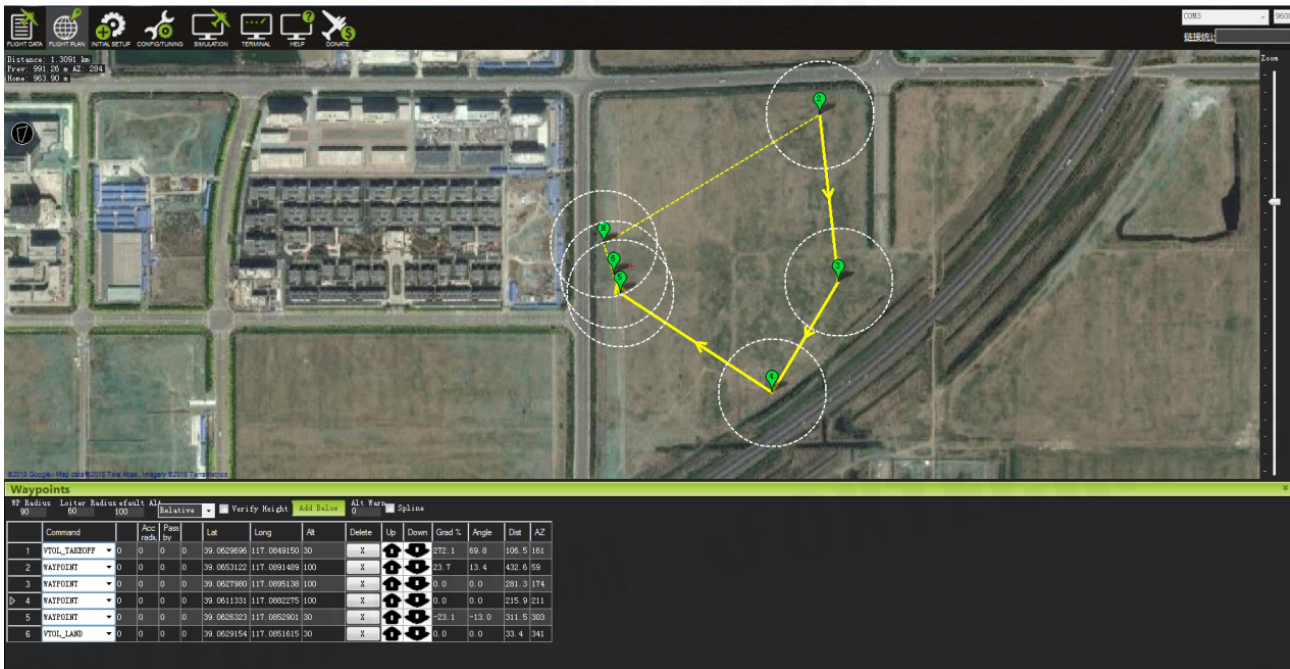 COM3 960
FLIGHT DATA FLIGHT PLAN INITIAL SETUP CONFIG/TUNING SIMULATION TERMINAL HELP DONATE
链接统计
Distance: 1.3091 km
Prev: 991.26 m AZ: 284
Home: 963.90 m
Zoom
2
H
6
3
5
4
©2018 Google - Map data ©2018 Tele Atlas, Imagery ©2018 TerraMetrics
Waypoints
WP Radius Loiter Radius efault Alt Alt Warn
90 60 100 Relative Verify Height Add Below 0 Spline
Command Acc radi. Pass by Lat Long Alt Delete Up Down Grad % Angle Dist AZ
1 VTOL_TAKEOFF 0 0 0 0 39.0629696 117.0849150 30 X 272.1 69.8 106.5 161
2 WAYPOINT 0 0 0 0 39.0653122 117.0891489 100 X 23.7 13.4 432.6 59
3 WAYPOINT 0 0 0 0 39.0627980 117.0895138 100 X 0.0 0.0 281.3 174
4 WAYPOINT 0 0 0 0 39.0611331 117.0882275 100 X 0.0 0.0 215.9 211
5 WAYPOINT 0 0 0 0 39.0626323 117.0852901 30 X -23.1 -13.0 311.5 303
6 VTOL_LAND 0 0 0 0 39.0629154 117.0851615 30 X 0.0 0.0 33.4 341